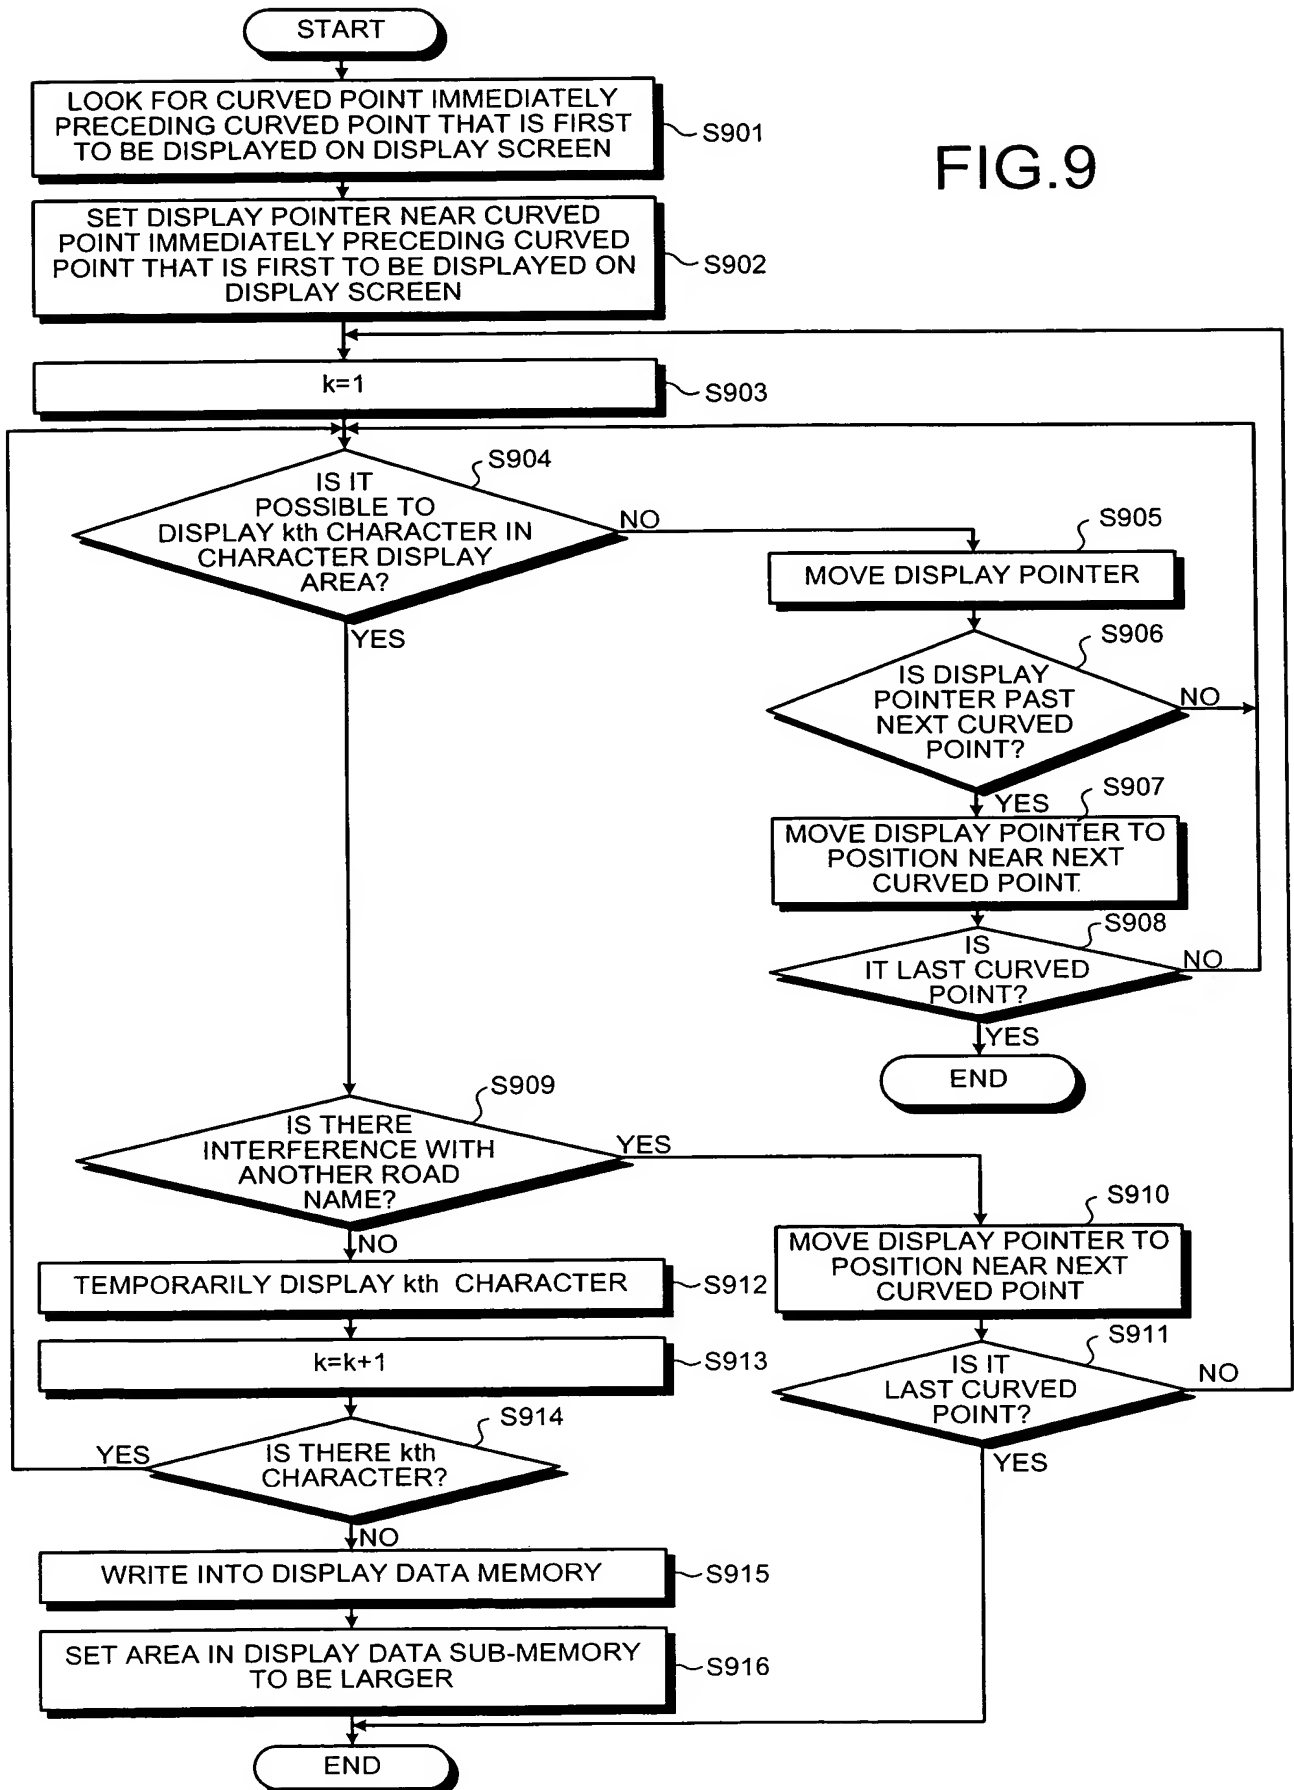 START
LOOK FOR CURVED POINT IMMEDIATELY
PRECEDING CURVED POINT THAT IS FIRST
TO BE DISPLAYED ON DISPLAY SCREEN
S901
FIG.9
SET DISPLAY POINTER NEAR CURVED
POINT IMMEDIATELY PRECEDING CURVED
POINT THAT IS FIRST TO BE DISPLAYED ON
DISPLAY SCREEN
S902
k=1
S903
S904
IS IT
POSSIBLE TO
DISPLAY kth CHARACTER IN
CHARACTER DISPLAY
AREA?
NO
YES
S905
MOVE DISPLAY POINTER
S906
IS DISPLAY
POINTER PAST
NEXT CURVED
POINT?
NO
YES
S907
MOVE DISPLAY POINTER TO
POSITION NEAR NEXT
CURVED POINT
S908
IS
IT LAST CURVED
POINT?
NO
YES
END
S909
IS THERE
INTERFERENCE WITH
ANOTHER ROAD
NAME?
YES
NO
S910
MOVE DISPLAY POINTER TO
POSITION NEAR NEXT
CURVED POINT
S911
IS IT
LAST CURVED
POINT?
NO
YES
TEMPORARILY DISPLAY kth CHARACTER
S912
k=k+1
S913
S914
IS THERE kth
CHARACTER?
YES
NO
WRITE INTO DISPLAY DATA MEMORY
S915
SET AREA IN DISPLAY DATA SUB-MEMORY
TO BE LARGER
S916
END